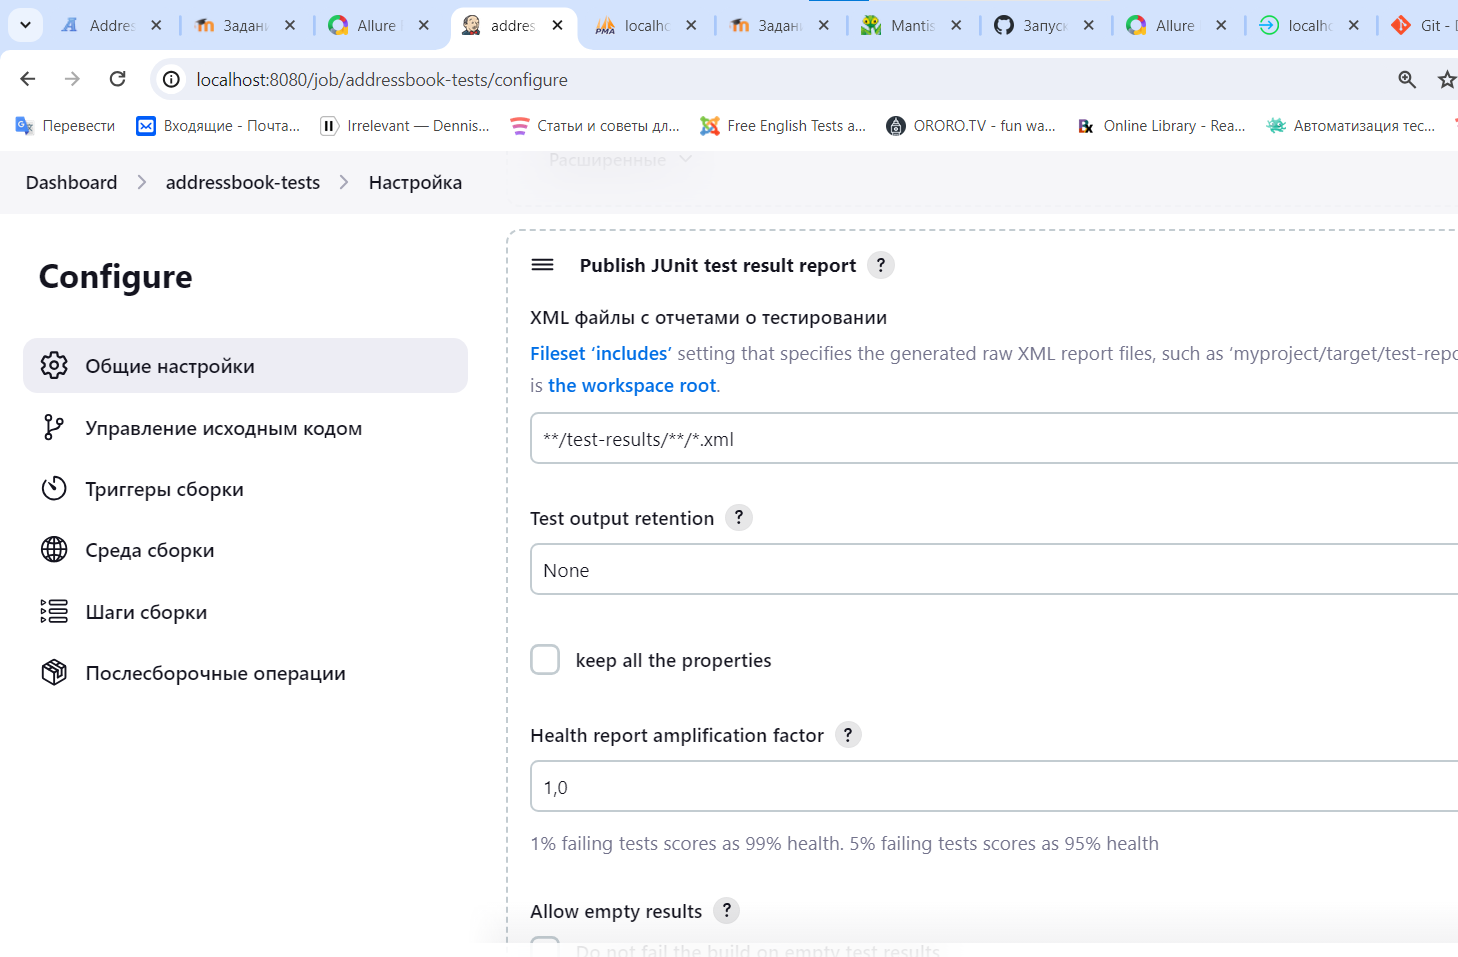 Addres
Задани
Allure
addres
localho
Задани
Mantis
Запуск
Allure
localho
Git -
localhost:8080/job/addressbook-tests/configure
Перевести
Входящие - Почта...
Irrelevant — Dennis...
Статьи и советы дл...
Free English Tests a...
ORORO.TV - fun wa...
Online Library - Rea...
Автоматизация тес...
Расширенные
Dashboard
addressbook-tests
Настройка
Configure
Общие настройки
Управление исходным кодом
Триггеры сборки
Среда сборки
Шаги сборки
Послесборочные операции
Publish JUnit test result report ?
XML файлы с отчетами о тестировании
Fileset ‘includes’ setting that specifies the generated raw XML report files, such as ‘myproject/target/test-repo
is the workspace root.
**/test-results/**/*.xml
Test output retention ?
None
keep all the properties
Health report amplification factor ?
1,0
1% failing tests scores as 99% health. 5% failing tests scores as 95% health
Allow empty results ?
Do not fail the build on empty test results